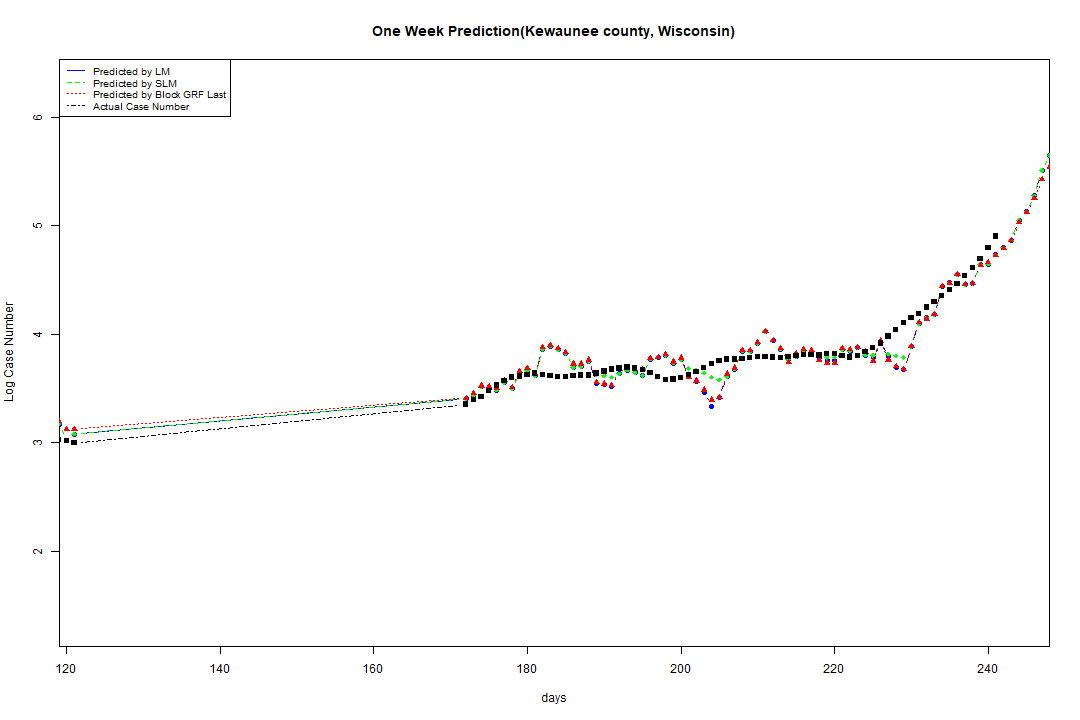 One Week Prediction(Kewaunee county, Wisconsin)
Predicted by LM
Predicted by SLM
Predicted by Block GRF Last
Actual Case Number
6
5
4
3
2
Log Case Number
120 140 160 180 200 220 240
days